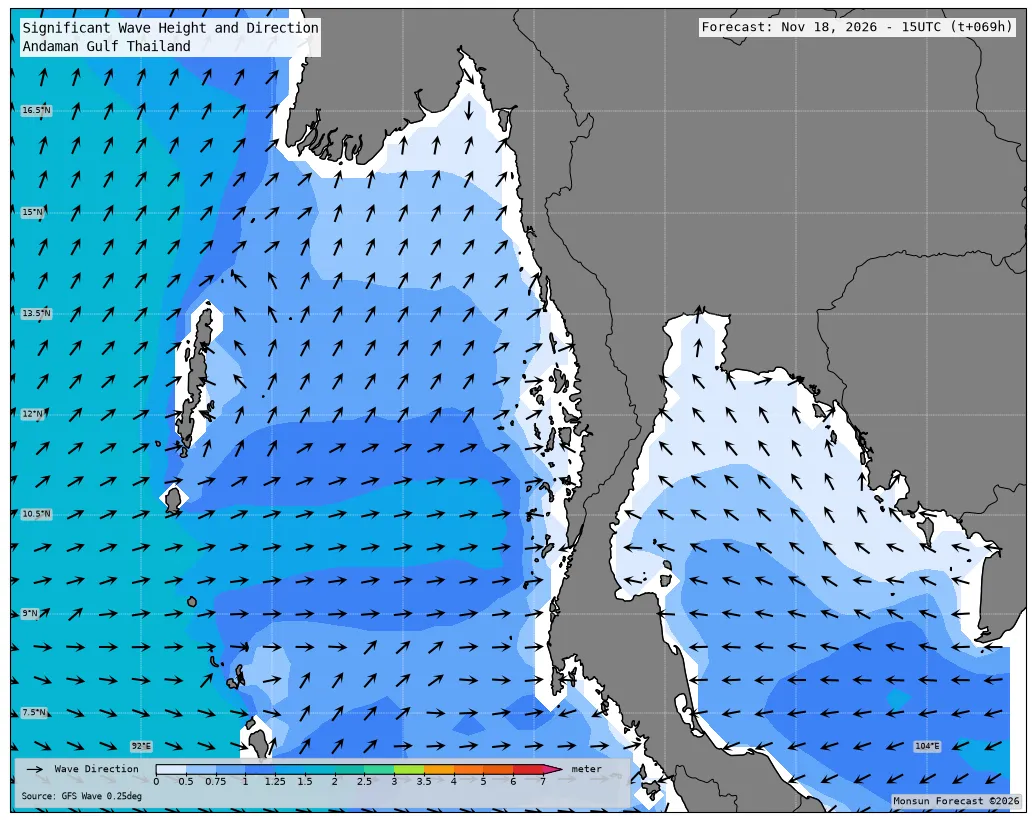 Significant Wave Height and Direction
Andaman Gulf Thailand
Forecast: Nov 18, 2026 - 15UTC (t+069h)
16.5°N
15°N
13.5°N
12°N
10.5°N
9°N
7.5°N
92°E
104°E
Wave Direction
0.5 0.75 1 1.25 1.5 2 2.5 3 3.5 4 5 6 7
meter
Source: GFS Wave 0.25deg
Monsun Forecast ©2026